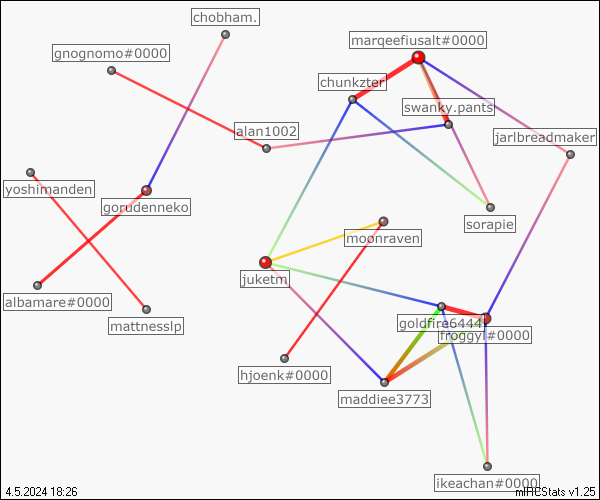 chobham.
gnognomo#0000
marqeefiusalt#0000
chunkzter
swanky.pants
alan1002
jarlbreadmaker
yoshimanden
gorudenneko
sorapie
moonraven
juketm
albamare#0000
mattnesslp
goldfire6444
froggyl#0000
hjoenk#0000
maddiee3773
ikeachan#0000
4.5.2024 18:26
mIRCStats v1.25